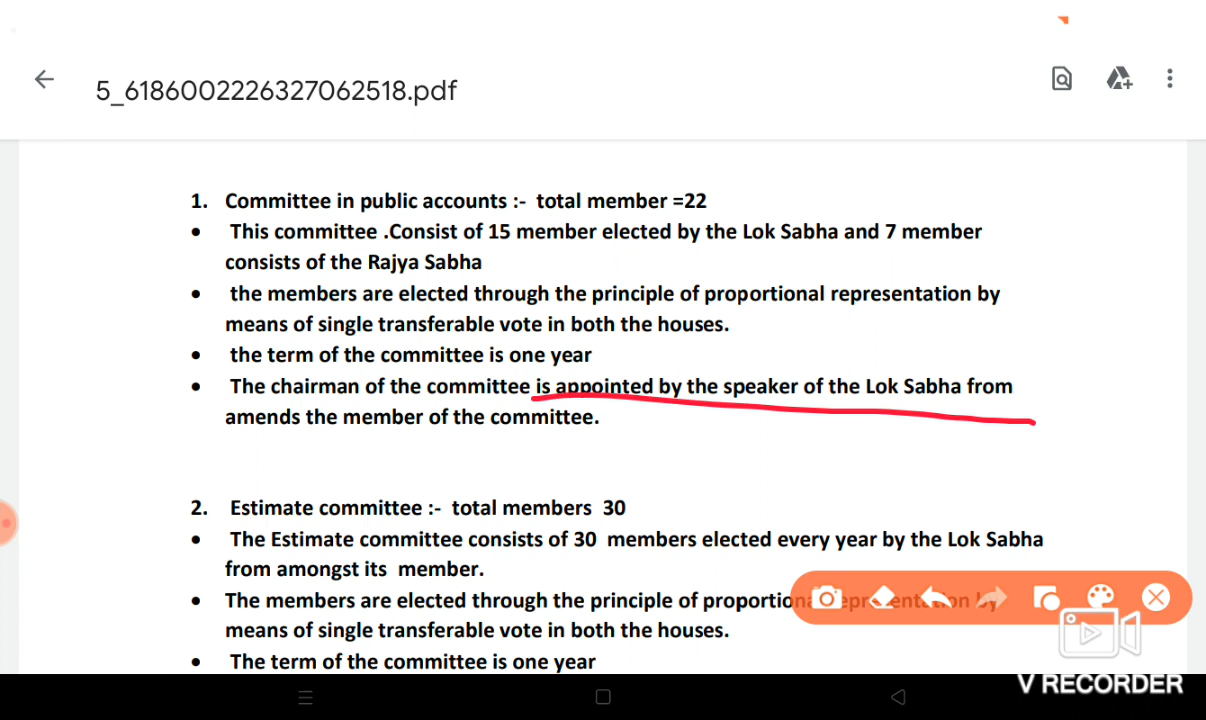 5_6186002226327062518.pdf
1. Committee in public accounts :- total member =22
• This committee .Consist of 15 member elected by the Lok Sabha and 7 member
consists of the Rajya Sabha
• the members are elected through the principle of proportional representation by
means of single transferable vote in both the houses.
• the term of the committee is one year
• The chairman of the committee is appointed by the speaker of the Lok Sabha from
amends the member of the committee.
2. Estimate committee :- total members 30
• The Estimate committee consists of 30 members elected every year by the Lok Sabha
from amongst its member.
• The members are elected through the principle of proportional representation by
means of single transferable vote in both the houses.
• The term of the committee is one year
V RECORDER